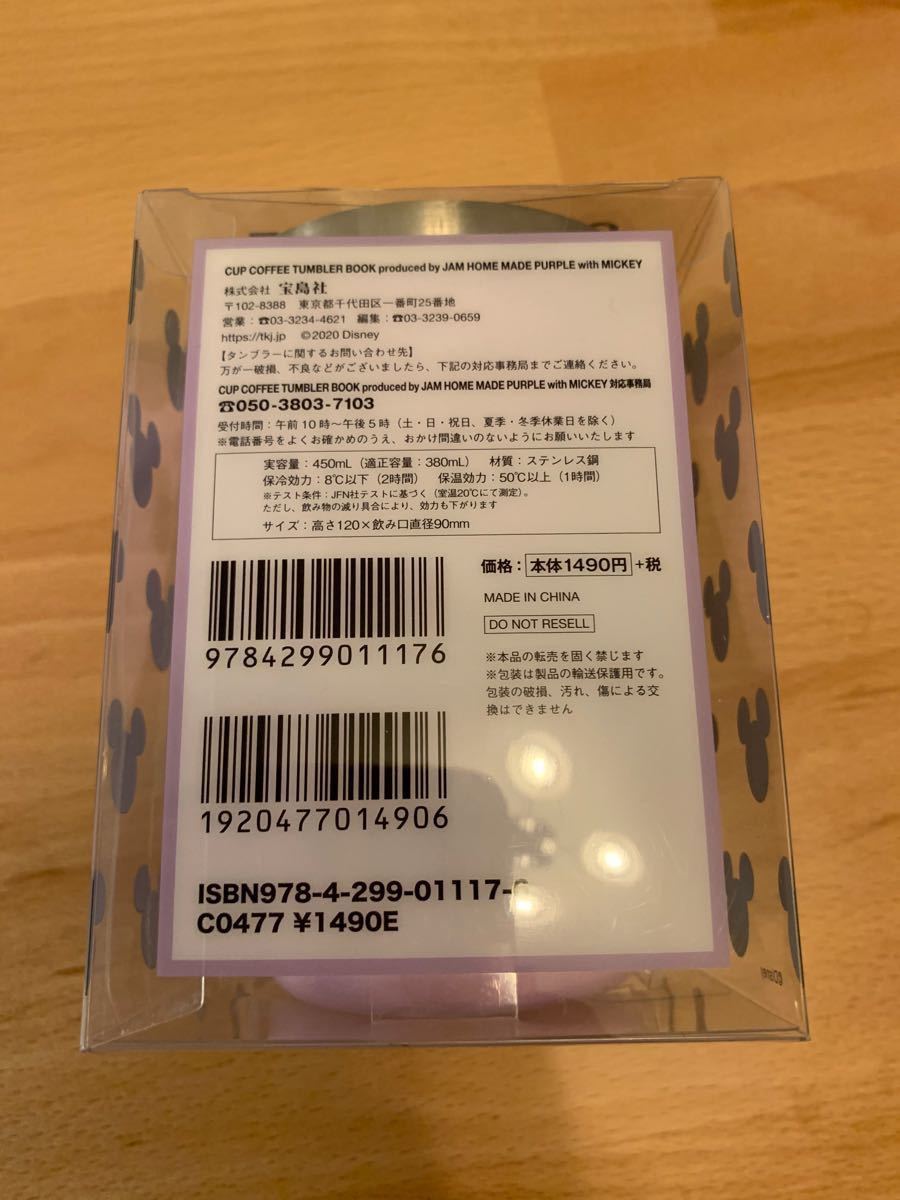 CUP COFFEE TUMBLER BOOK produced by JAM HOME MADE PURPLE with MICKEY
株式会社 宝島社
〒102-8388 東京都千代田区一番町25番地
営業：☎03-3234-4621 編集：☎03-3239-0659
https://tkj.jp ©2020 Disney
【タンブラーに関するお問い合わせ先】
万が一破損、不良などがございましたら、下記の対応事務局までご連絡ください。
CUP COFFEE TUMBLER BOOK produced by JAM HOME MADE PURPLE with MICKEY 対応事務局
☎050-3803-7103
受付時間：午前10時〜午後5時（土・日・祝日、夏季・冬季休業日を除く）
※電話番号をよくお確かめのうえ、おかけ間違いのないようにお願いいたします
実容量：450mL（適正容量：380mL） 材質：ステンレス鋼
保冷効力：8℃以下（2時間） 保温効力：50℃以上（1時間）
※テスト条件：JFN社テストに基づく（室温20℃にて測定）。
ただし、飲み物の減り具合により、効力も下がります
サイズ：高さ120×飲み口直径90mm
価格：本体1490円+税
MADE IN CHINA
DO NOT RESELL
※本品の転売を固く禁じます
※包装は製品の輸送保護用です。
包装の破損、汚れ、傷による交
換はできません
9784299011176
1920477014906
ISBN978-4-299-01117-
C0477 ¥1490E
©Disney